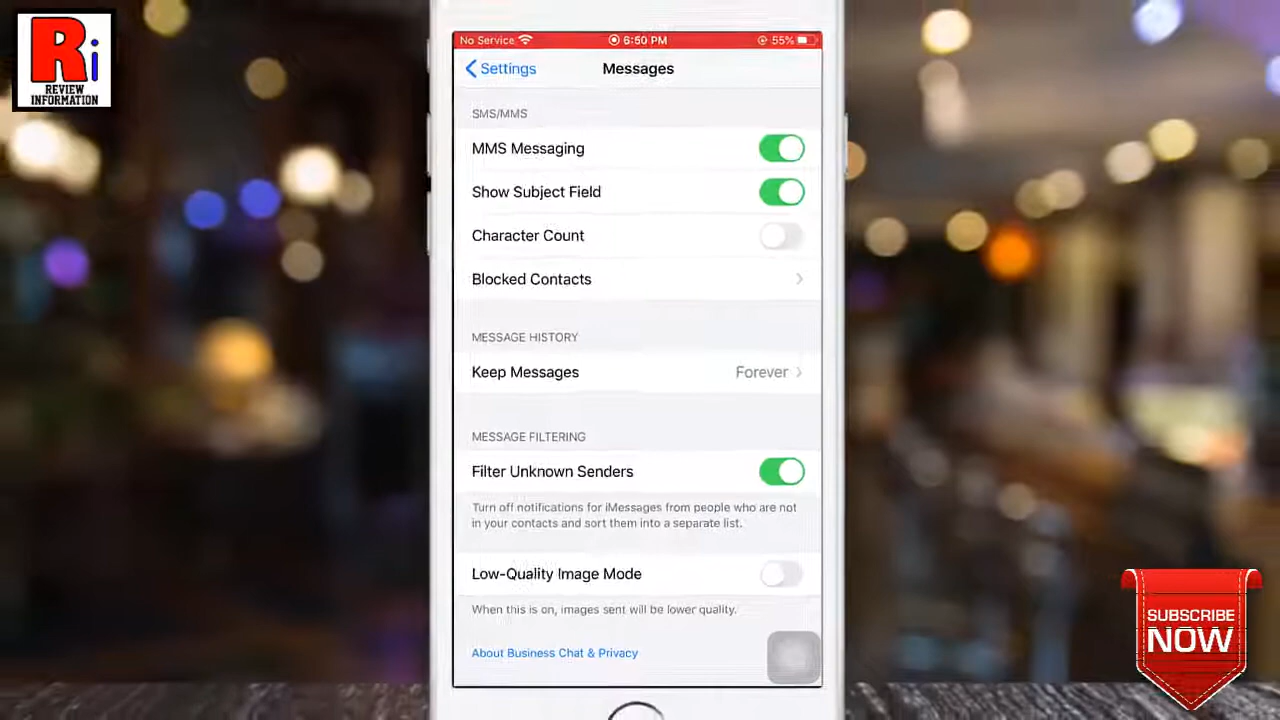 Ri
REVIEW
INFORMATION
No Service
6:50 PM
55%
Settings
Messages
SMS/MMS
MMS Messaging
Show Subject Field
Character Count
Blocked Contacts
MESSAGE HISTORY
Keep Messages
Forever
MESSAGE FILTERING
Filter Unknown Senders
Turn off notifications for iMessages from people who are not
in your contacts and sort them into a separate list.
Low-Quality Image Mode
When this is on, images sent will be lower quality.
About Business Chat & Privacy
SUBSCRIBE
NOW